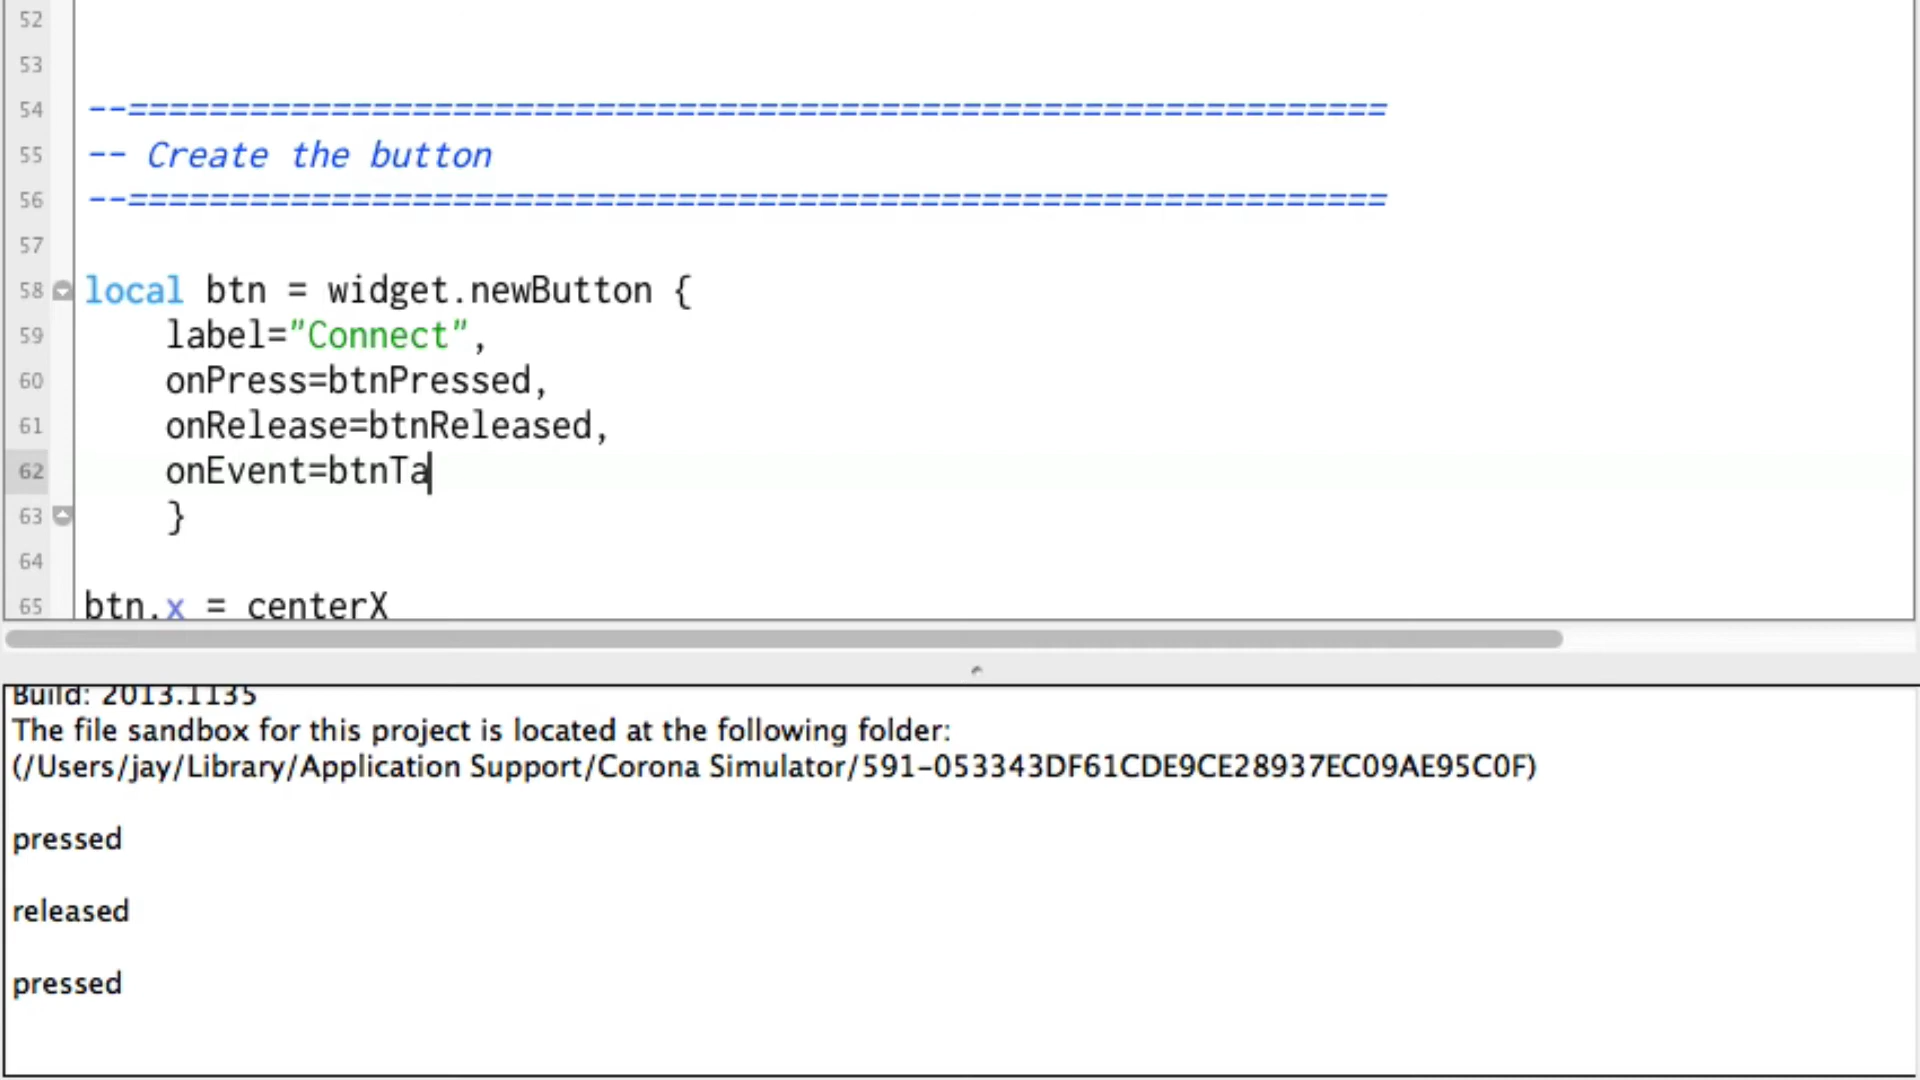 52
53
54 --==============================================================
55 -- Create the button
56 --==============================================================
57
58 local btn = widget.newButton {
59 label="Connect",
60 onPress=btnPressed,
61 onRelease=btnReleased,
62 onEvent=btnTa
63 }
64
65 btn.x = centerX
Build: 2013.1135
The file sandbox for this project is located at the following folder:
(/Users/jay/Library/Application Support/Corona Simulator/591-053343DF61CDE9CE28937EC09AE95C0F)
pressed
released
pressed